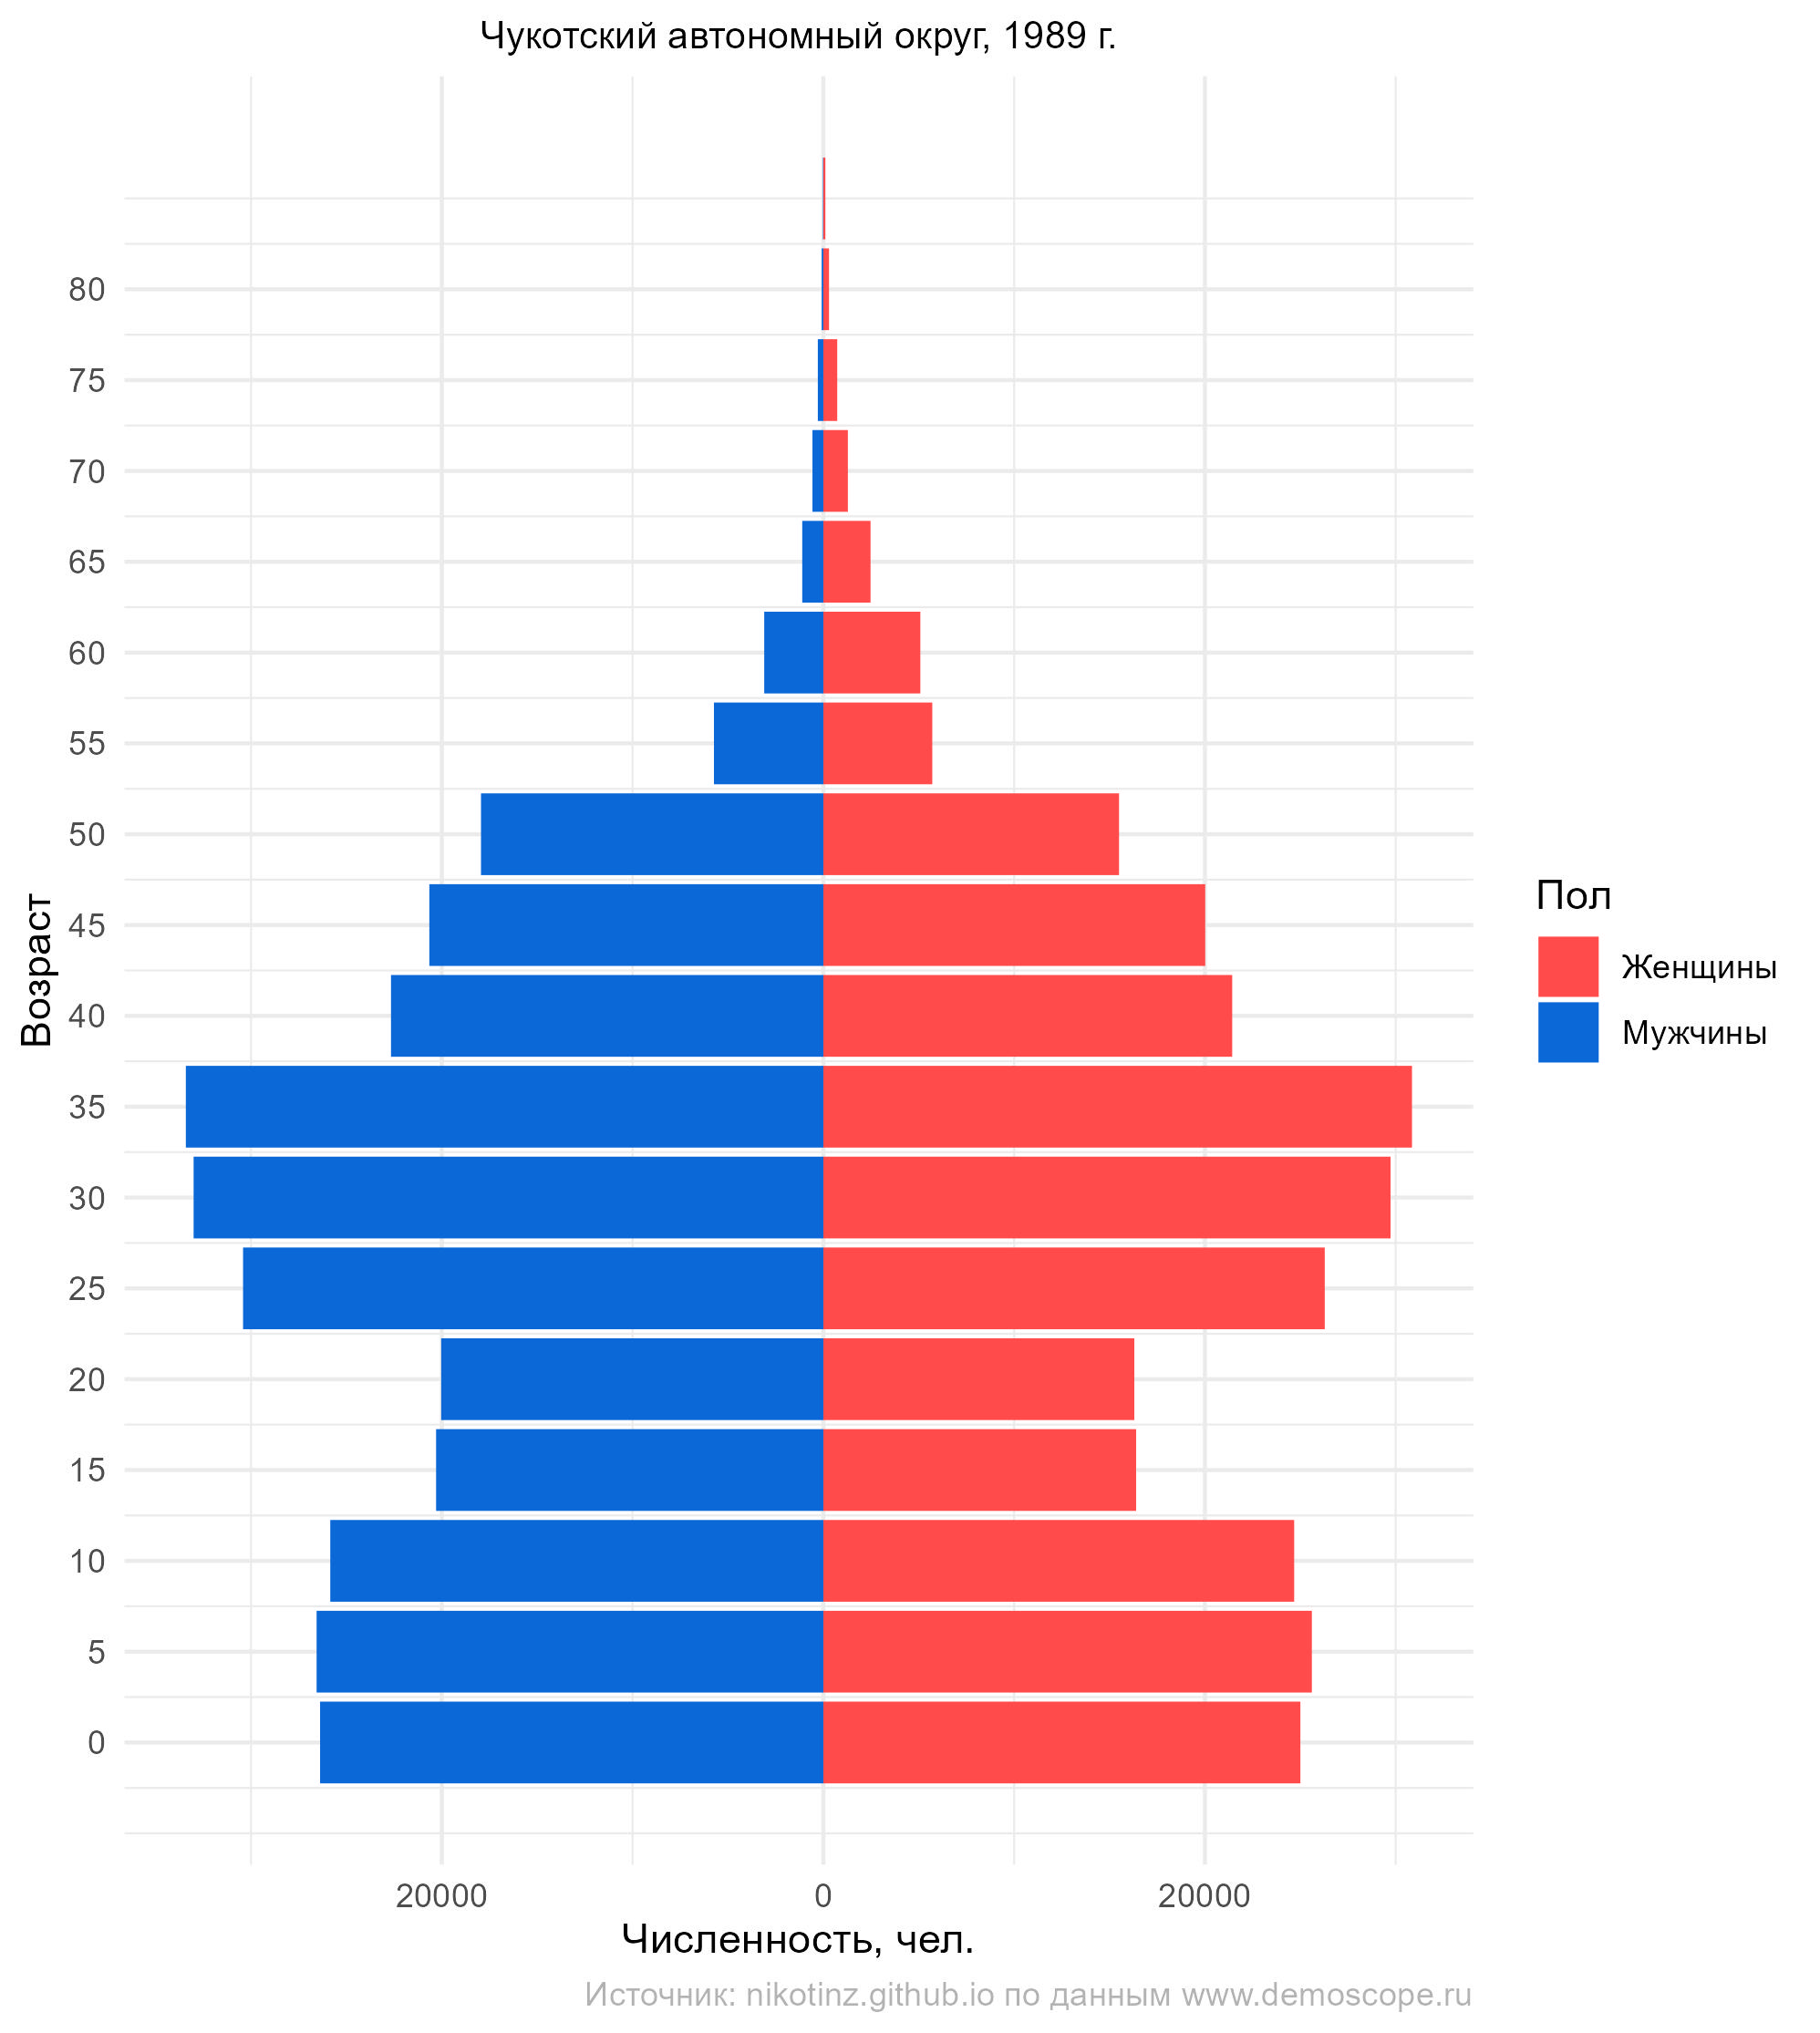 Чукотский автономный округ, 1989 г.
80
75
70
65
60
55
50
45
40
35
30
25
20
15
10
5
0
Возраст
20000 0 20000
Численность, чел.
Пол
Женщины
Мужчины
Источник: nikotinz.github.io по данным www.demoscope.ru